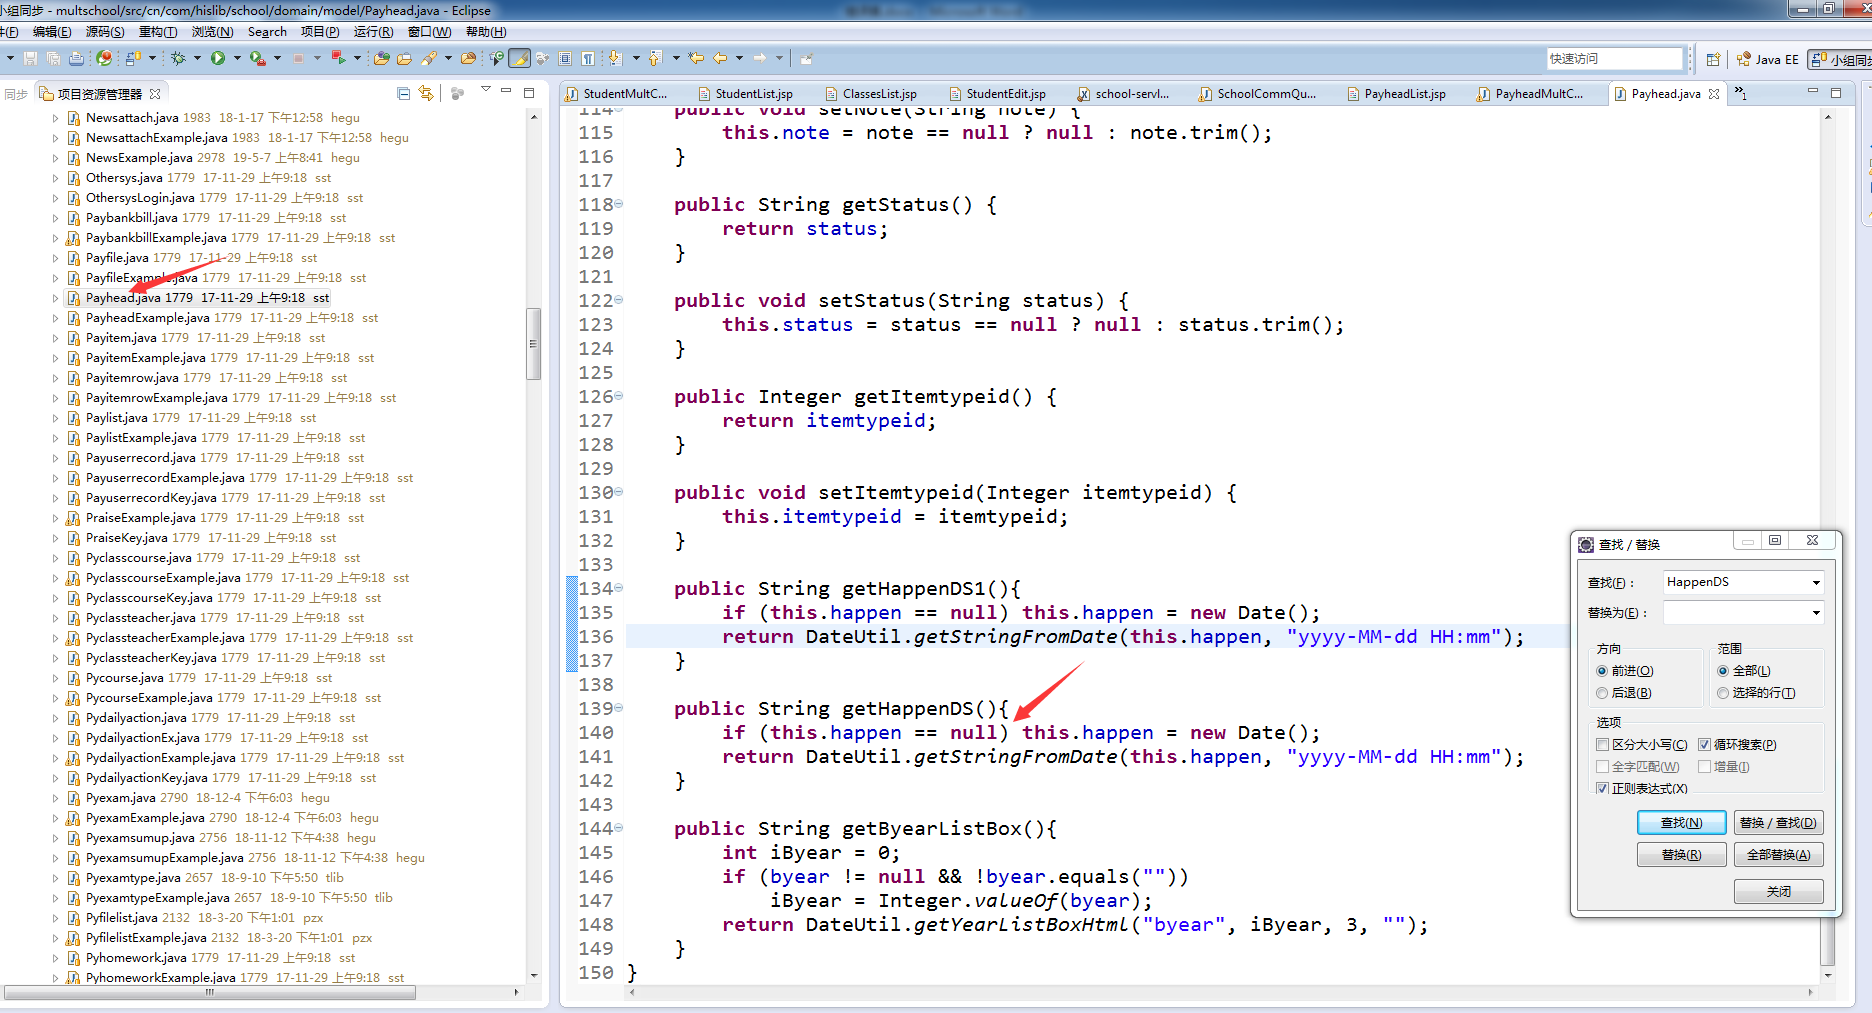 小组同步 - multschool/src/cn/com/hislib/school/domain/model/Payhead.java - Eclipse
件(F) 编辑(E) 源码(S) 重构(T) 浏览(N) Search 项目(P) 运行(R) 窗口(W) 帮助(H)
快速访问 Java EE 小组同步
同步 项目资源管理器
StudentMultC... StudentList.jsp ClassesList.jsp StudentEdit.jsp school-servl... SchoolCommQu... PayheadList.jsp PayheadMultC... Payhead.java »1
Newsattach.java 1983 18-1-17 下午12:58 hegu
NewsattachExample.java 1983 18-1-17 下午12:58 hegu
NewsExample.java 2978 19-5-7 上午8:41 hegu
Othersys.java 1779 17-11-29 上午9:18 sst
OthersysLogin.java 1779 17-11-29 上午9:18 sst
Paybankbill.java 1779 17-11-29 上午9:18 sst
PaybankbillExample.java 1779 17-11-29 上午9:18 sst
Payfile.java 1779 17-11-29 上午9:18 sst
PayfileExample.java 1779 17-11-29 上午9:18 sst
Payhead.java 1779 17-11-29 上午9:18 sst
PayheadExample.java 1779 17-11-29 上午9:18 sst
Payitem.java 1779 17-11-29 上午9:18 sst
PayitemExample.java 1779 17-11-29 上午9:18 sst
Payitemrow.java 1779 17-11-29 上午9:18 sst
PayitemrowExample.java 1779 17-11-29 上午9:18 sst
Paylist.java 1779 17-11-29 上午9:18 sst
PaylistExample.java 1779 17-11-29 上午9:18 sst
Payuserrecord.java 1779 17-11-29 上午9:18 sst
PayuserrecordExample.java 1779 17-11-29 上午9:18 sst
PayuserrecordKey.java 1779 17-11-29 上午9:18 sst
PraiseExample.java 1779 17-11-29 上午9:18 sst
PraiseKey.java 1779 17-11-29 上午9:18 sst
Pyclasscourse.java 1779 17-11-29 上午9:18 sst
PyclasscourseExample.java 1779 17-11-29 上午9:18 sst
PyclasscourseKey.java 1779 17-11-29 上午9:18 sst
Pyclassteacher.java 1779 17-11-29 上午9:18 sst
PyclassteacherExample.java 1779 17-11-29 上午9:18 sst
PyclassteacherKey.java 1779 17-11-29 上午9:18 sst
Pycourse.java 1779 17-11-29 上午9:18 sst
PycourseExample.java 1779 17-11-29 上午9:18 sst
Pydailyaction.java 1779 17-11-29 上午9:18 sst
PydailyactionEx.java 1779 17-11-29 上午9:18 sst
PydailyactionExample.java 1779 17-11-29 上午9:18 sst
PydailyactionKey.java 1779 17-11-29 上午9:18 sst
Pyexam.java 2790 18-12-4 下午6:03 hegu
PyexamExample.java 2790 18-12-4 下午6:03 hegu
Pyexamsumup.java 2756 18-11-12 下午4:38 hegu
PyexamsumupExample.java 2756 18-11-12 下午4:38 hegu
Pyexamtype.java 2657 18-9-10 下午5:50 tlib
PyexamtypeExample.java 2657 18-9-10 下午5:50 tlib
Pyfilelist.java 2132 18-3-20 下午1:01 pzx
PyfilelistExample.java 2132 18-3-20 下午1:01 pzx
Pyhomework.java 1779 17-11-29 上午9:18 sst
PyhomeworkExample.java 1779 17-11-29 上午9:18 sst
114 public void setNote(String note) {
115 this.note = note == null ? null : note.trim();
116 }
117
118 public String getStatus() {
119 return status;
120 }
121
122 public void setStatus(String status) {
123 this.status = status == null ? null : status.trim();
124 }
125
126 public Integer getItemtypeid() {
127 return itemtypeid;
128 }
129
130 public void setItemtypeid(Integer itemtypeid) {
131 this.itemtypeid = itemtypeid;
132 }
133
134 public String getHappenDS1(){
135 if (this.happen == null) this.happen = new Date();
136 return DateUtil.getStringFromDate(this.happen, "yyyy-MM-dd HH:mm");
137 }
138
139 public String getHappenDS(){
140 if (this.happen == null) this.happen = new Date();
141 return DateUtil.getStringFromDate(this.happen, "yyyy-MM-dd HH:mm");
142 }
143
144 public String getByearListBox(){
145 int iByear = 0;
146 if (byear != null && !byear.equals(""))
147 iByear = Integer.valueOf(byear);
148 return DateUtil.getYearListBoxHtml("byear", iByear, 3, "");
149 }
150 }
查找 / 替换
查找(F)： HappenDS
替换为(E)：
方向 范围
前进(O) 全部(L)
后退(B) 选择的行(T)
选项
区分大小写(C) 循环搜索(P)
全字匹配(W) 增量(I)
正则表达式(X)
查找(N) 替换 / 查找(D)
替换(R) 全部替换(A)
关闭